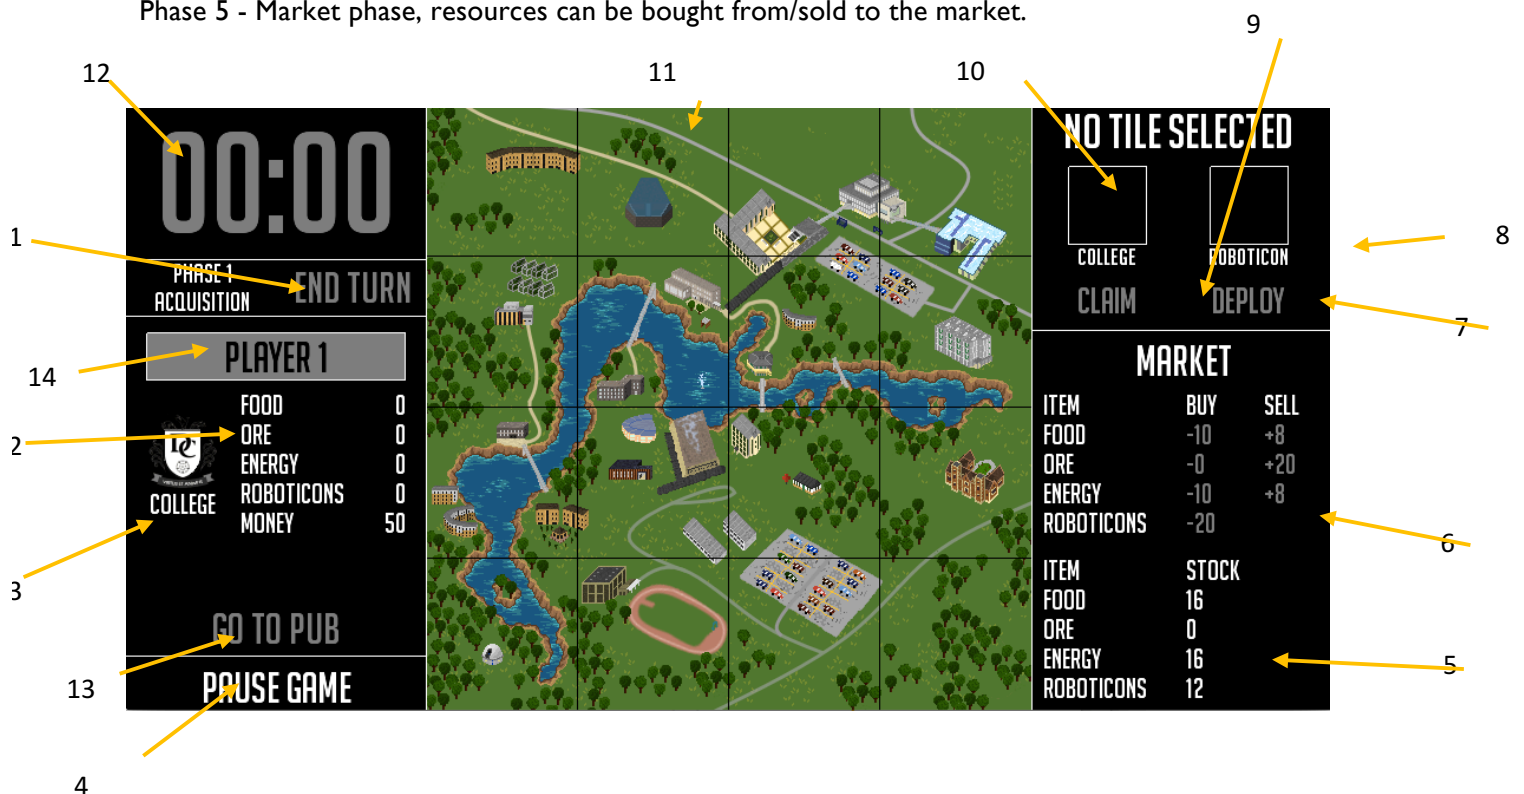 Phase 5 - Market phase, resources can be bought from/sold to the market.
9
12
11
10
00:00
NO TILE SELECTED
COLLEGE
ROBOTICON
8
1
PHASE 1
ACQUISITION
END TURN
CLAIM
DEPLOY
7
14
PLAYER 1
MARKET
FOOD 0
ORE 0
ENERGY 0
ROBOTICONS 0
MONEY 50
2
DC
COLLEGE
3
ITEM BUY SELL
FOOD -10 +8
ORE -0 +20
ENERGY -10 +8
ROBOTICONS -20
6
ITEM STOCK
FOOD 16
ORE 0
ENERGY 16
ROBOTICONS 12
5
GO TO PUB
13
PAUSE GAME
4